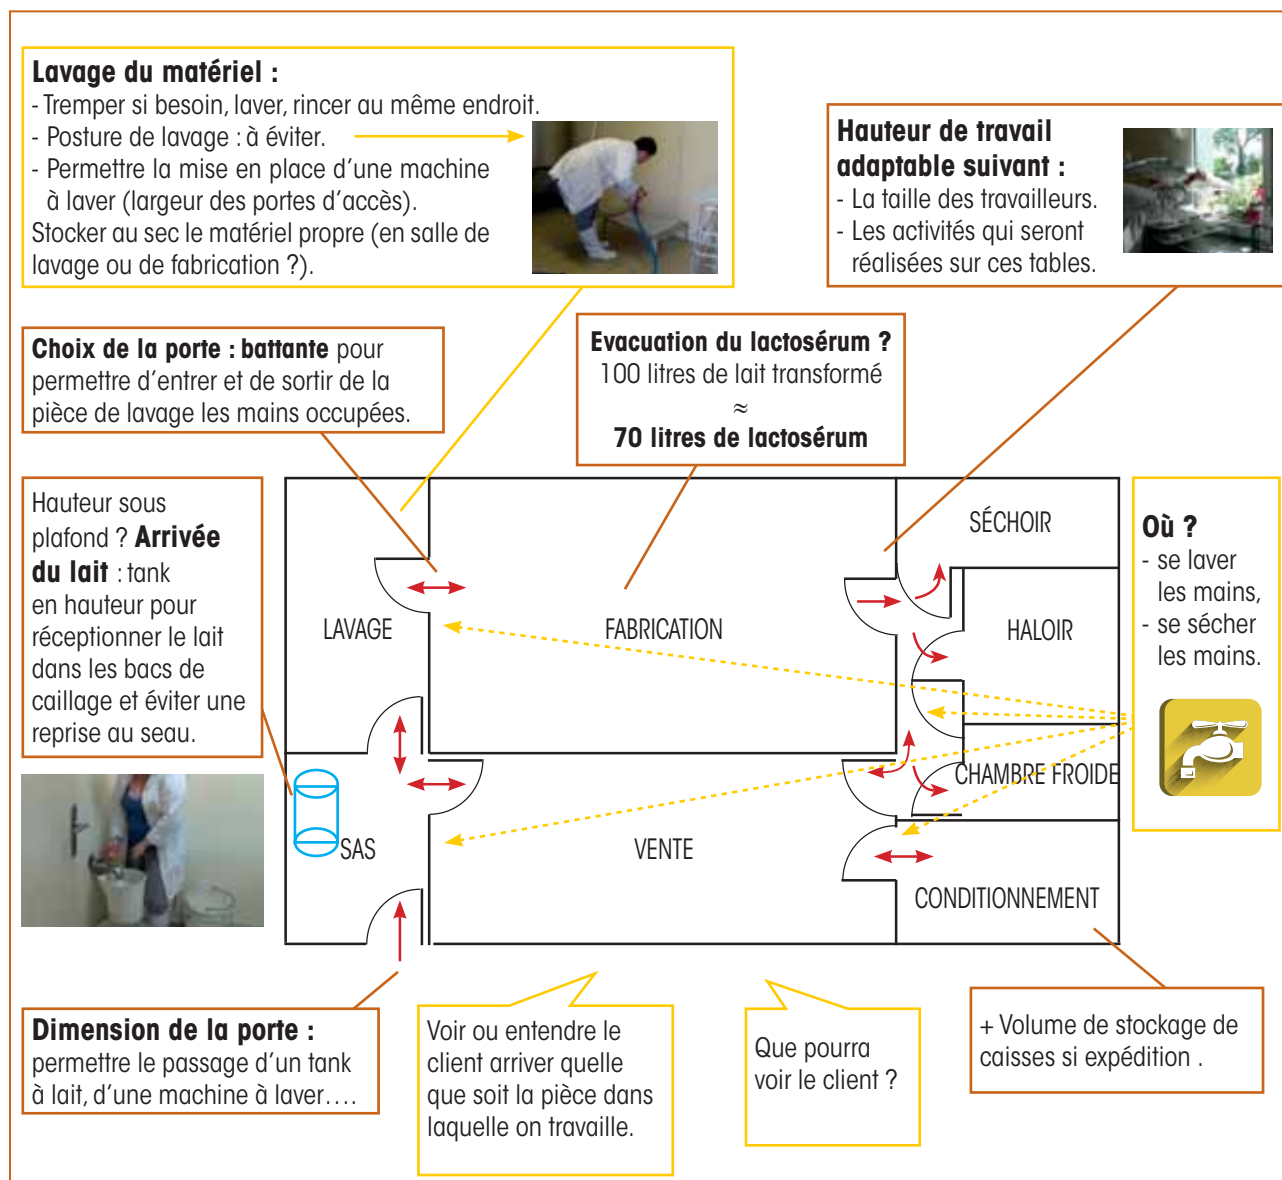 Lavage du matériel :
- Tremper si besoin, laver, rincer au même endroit.
- Posture de lavage : à éviter.
- Permettre la mise en place d'une machine
à laver (largeur des portes d'accès).
Stocker au sec le matériel propre (en salle de
lavage ou de fabrication ?).
Hauteur de travail
adaptable suivant :
- La taille des travailleurs.
- Les activités qui seront
réalisées sur ces tables.
Choix de la porte : battante pour
permettre d'entrer et de sortir de la
pièce de lavage les mains occupées.
Evacuation du lactosérum ?
100 litres de lait transformé
≈
70 litres de lactosérum
Hauteur sous
plafond ? Arrivée
du lait : tank
en hauteur pour
réceptionner le lait
dans les bacs de
caillage et éviter une
reprise au seau.
SÉCHOIR
LAVAGE
FABRICATION
HALOIR
CHAMBRE FROIDE
SAS
VENTE
CONDITIONNEMENT
Où ?
- se laver
les mains,
- se sécher
les mains.
Dimension de la porte :
permettre le passage d'un tank
à lait, d'une machine à laver....
Voir ou entendre le
client arriver quelle
que soit la pièce dans
laquelle on travaille.
Que pourra
voir le client ?
+ Volume de stockage de
caisses si expédition .